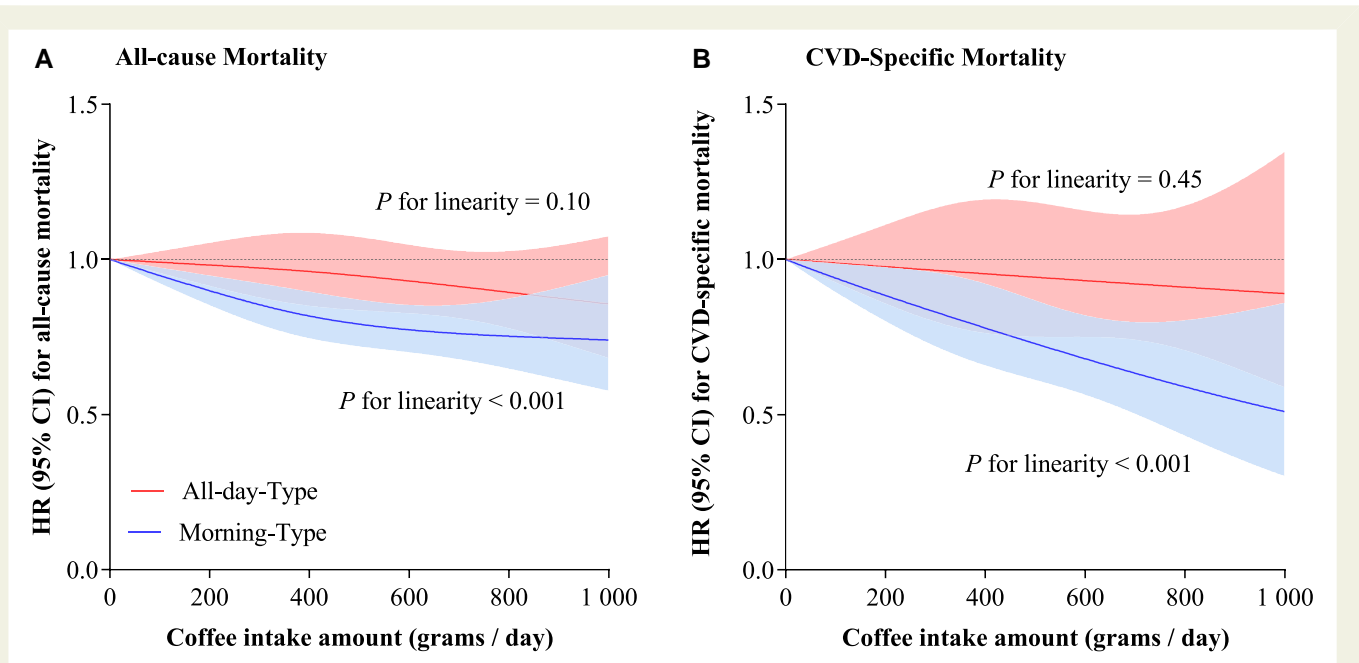 A All-cause Mortality
HR (95% CI) for all-cause mortality
1.5
1.0
0.5
0.0
P for linearity = 0.10
P for linearity < 0.001
All-day-Type
Morning-Type
0 200 400 600 800 1 000
Coffee intake amount (grams / day)
B CVD-Specific Mortality
HR (95% CI) for CVD-specific mortality
1.5
1.0
0.5
0.0
P for linearity = 0.45
P for linearity < 0.001
0 200 400 600 800 1 000
Coffee intake amount (grams / day)